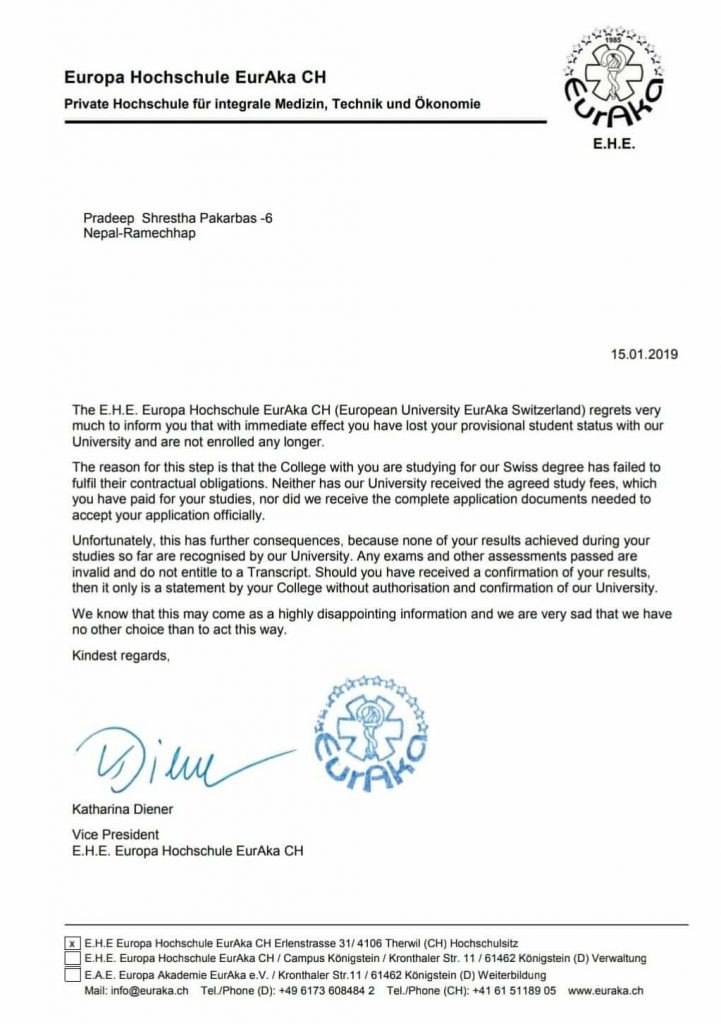 Europa Hochschule EurAka CH
Private Hochschule für integrale Medizin, Technik und Ökonomie
1985
EurAka
E.H.E.
Pradeep Shrestha Pakarbas -6
Nepal-Ramechhap
15.01.2019
The E.H.E. Europa Hochschule EurAka CH (European University EurAka Switzerland) regrets very
much to inform you that with immediate effect you have lost your provisional student status with our
University and are not enrolled any longer.
The reason for this step is that the College with you are studying for our Swiss degree has failed to
fulfil their contractual obligations. Neither has our University received the agreed study fees, which
you have paid for your studies, nor did we receive the complete application documents needed to
accept your application officially.
Unfortunately, this has further consequences, because none of your results achieved during your
studies so far are recognised by our University. Any exams and other assessments passed are
invalid and do not entitle to a Transcript. Should you have received a confirmation of your results,
then it only is a statement by your College without authorisation and confirmation of our University.
We know that this may come as a highly disappointing information and we are very sad that we have
no other choice than to act this way.
Kindest regards,
KDiener
EurAka
Katharina Diener
Vice President
E.H.E. Europa Hochschule EurAka CH
x E.H.E Europa Hochschule EurAka CH Erlenstrasse 31/ 4106 Therwil (CH) Hochschulsitz
E.H.E. Europa Hochschule EurAka CH / Campus Königstein / Kronthaler Str. 11 / 61462 Königstein (D) Verwaltung
E.A.E. Europa Akademie EurAka e.V. / Kronthaler Str.11 / 61462 Königstein (D) Weiterbildung
Mail: info@euraka.ch Tel./Phone (D): +49 6173 608484 2 Tel./Phone (CH): +41 61 51189 05 www.euraka.ch